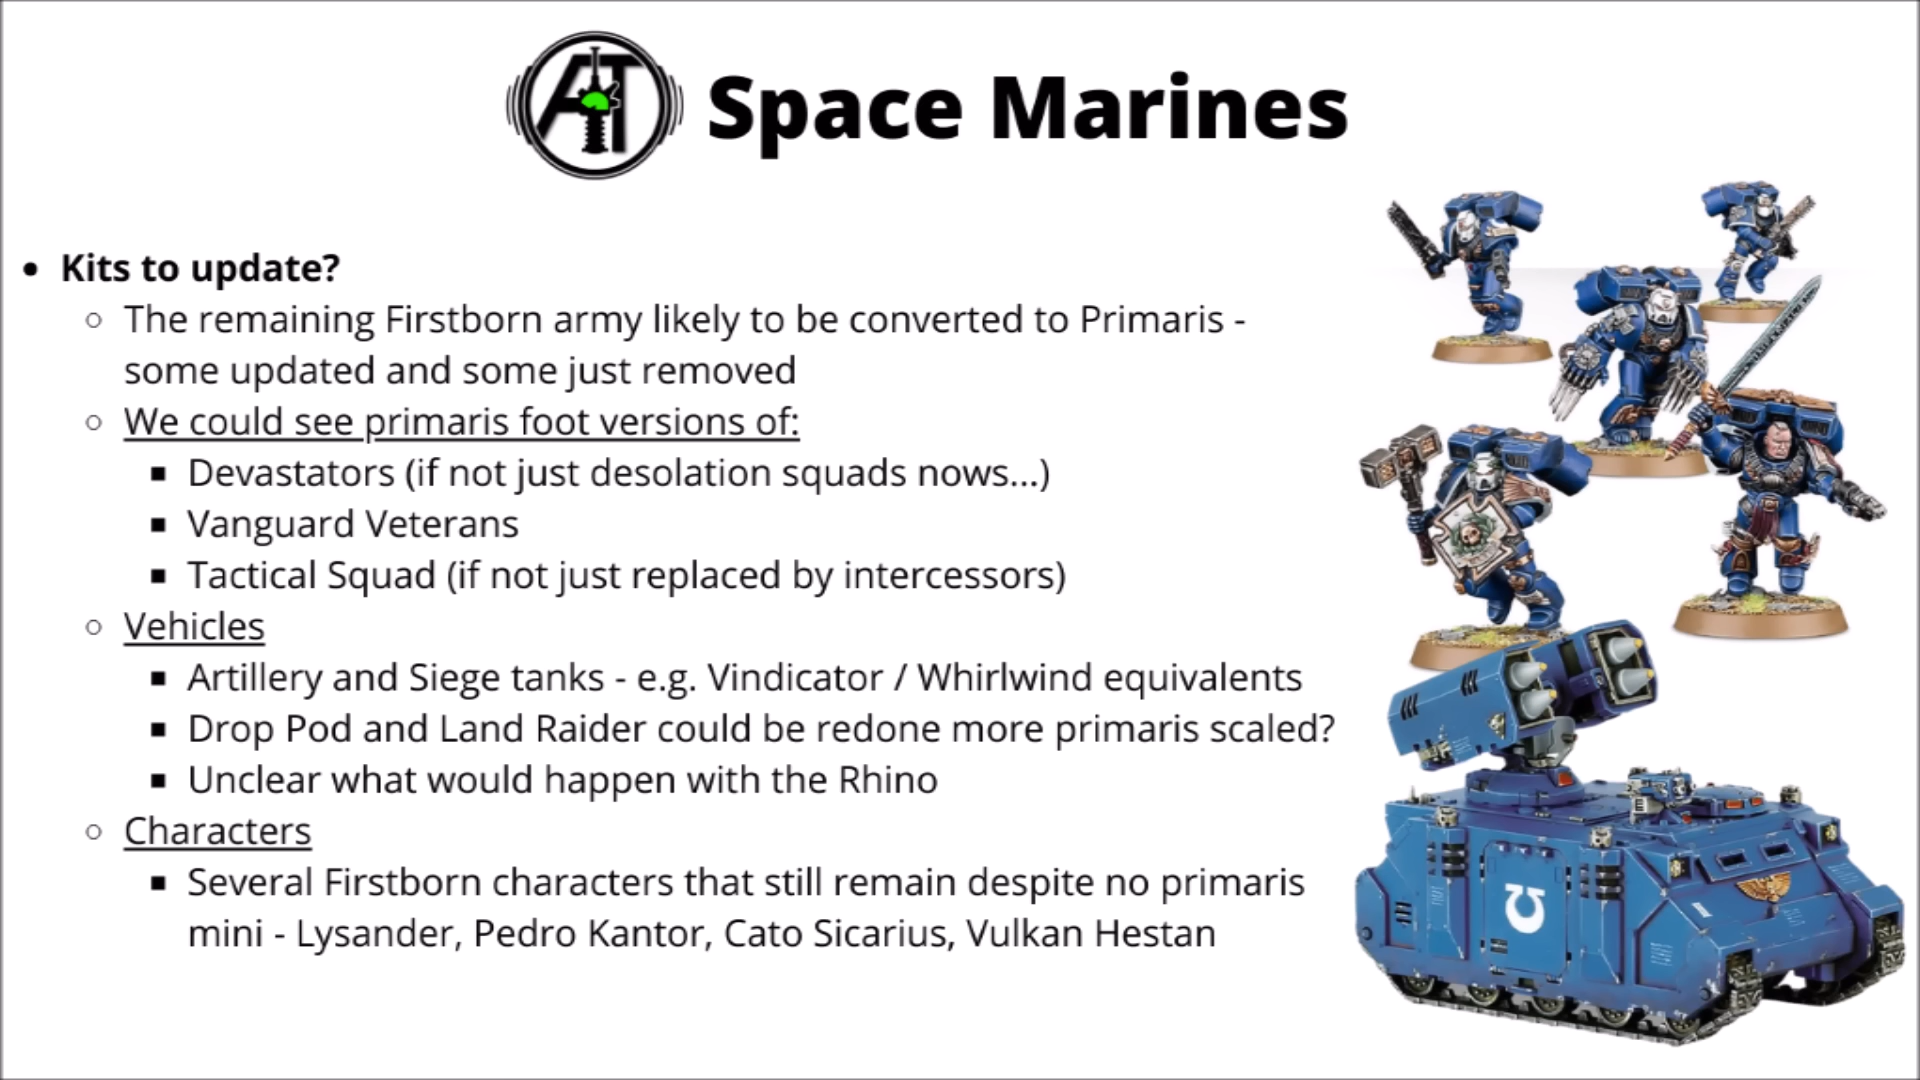 AT Space Marines
Kits to update?
The remaining Firstborn army likely to be converted to Primaris -
some updated and some just removed
We could see primaris foot versions of:
Devastators (if not just desolation squads nows...)
Vanguard Veterans
Tactical Squad (if not just replaced by intercessors)
Vehicles
Artillery and Siege tanks - e.g. Vindicator / Whirlwind equivalents
Drop Pod and Land Raider could be redone more primaris scaled?
Unclear what would happen with the Rhino
Characters
Several Firstborn characters that still remain despite no primaris
mini - Lysander, Pedro Kantor, Cato Sicarius, Vulkan Hestan